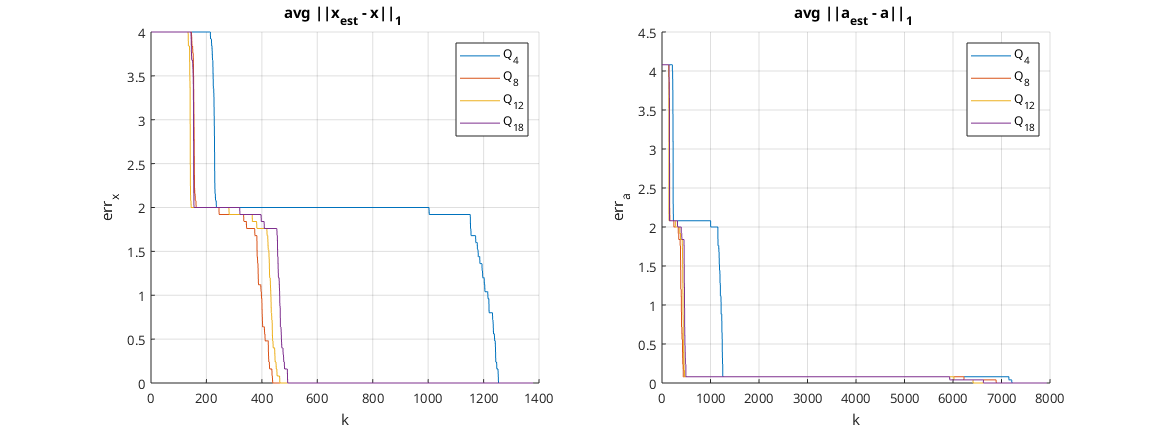 avg ||x_est - x||_1
4
3.5
3
2.5
2
1.5
1
0.5
0
err_x
0 200 400 600 800 1000 1200 1400
k
Q_4
Q_8
Q_12
Q_18
avg ||a_est - a||_1
4.5
4
3.5
3
2.5
2
1.5
1
0.5
0
err_a
0 1000 2000 3000 4000 5000 6000 7000 8000
k
Q_4
Q_8
Q_12
Q_18